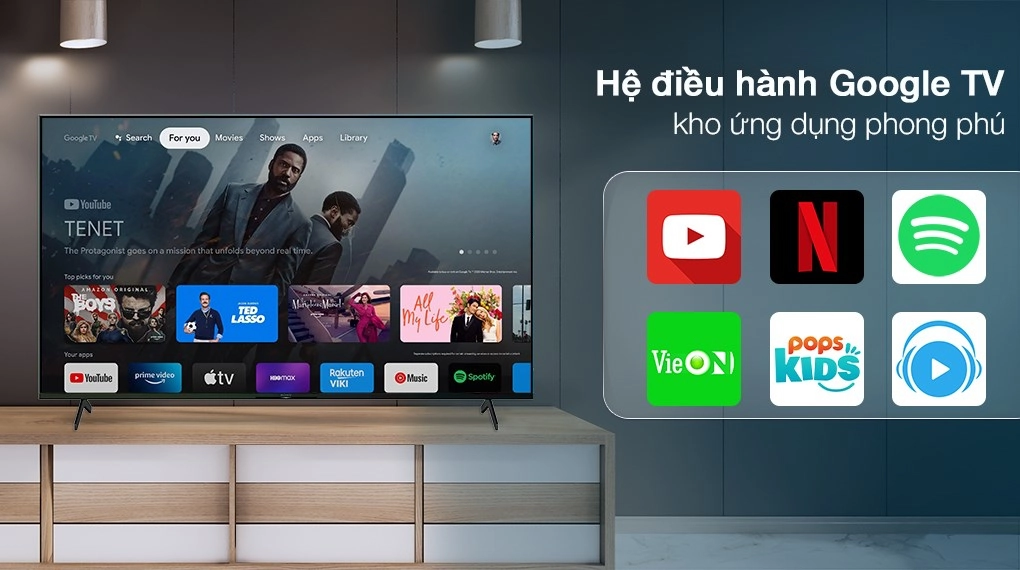 Hệ điều hành Google TV
kho ứng dụng phong phú
Google TV Search For you Movies Shows Apps Library
YouTube
TENET
The Protagonist goes on a mission that unfolds beyond real time.
Top picks for you
AMAZON ORIGINAL
THE BOYS
TED LASSO
All My Life
Your apps
YouTube prime video tv HBOmax Rakuten VIKI Music Spotify
N
VieON
POPS KIDS